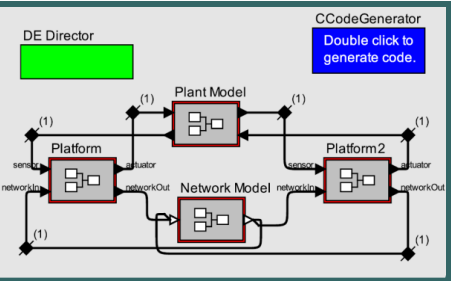 CCodeGenerator
DE Director
Double click to
generate code.
(1)
Plant Model
(1)
(1)
(1)
Platform
Platform2
sensor
actuator
sensor
actuator
networkIn
networkOut
Network Model
networkIn
networkOut
(1)
(1)